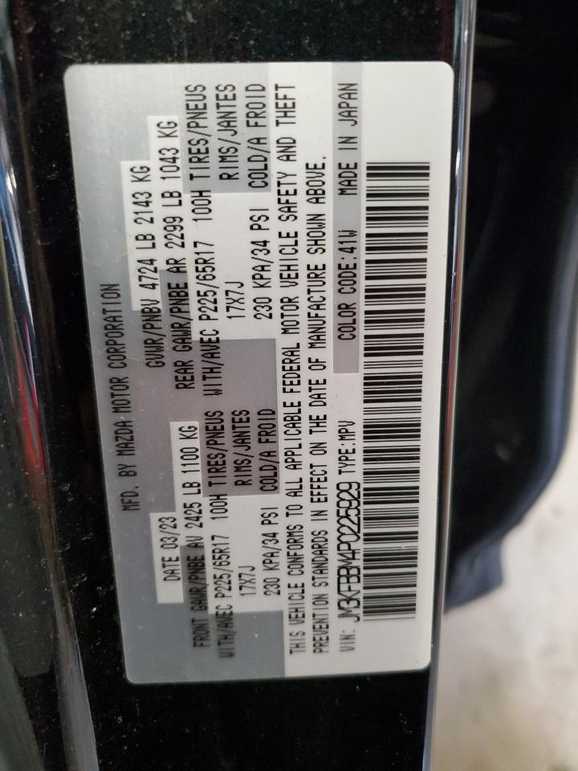 MFD. BY MAZDA MOTOR CORPORATION
DATE 03/23 GVWR/PNBV 4724 LB 2143 KG
FRONT GAWR/PNBE AV 2425 LB 1100 KG REAR GAWR/PNBE AR 2299 LB 1043 KG
WITH/AVEC P225/65R17 100H TIRES/PNEUS WITH/AVEC P225/65R17 100H TIRES/PNEUS
17X7J RIMS/JANTES 17X7J RIMS/JANTES
230 KPA/34 PSI COLD/A FROID 230 KPA/34 PSI COLD/A FROID
THIS VEHICLE CONFORMS TO ALL APPLICABLE FEDERAL MOTOR VEHICLE SAFETY AND THEFT
PREVENTION STANDARDS IN EFFECT ON THE DATE OF MANUFACTURE SHOWN ABOVE.
VIN: JM3KFBBM4P0225929 TYPE:MPV COLOR CODE:41W MADE IN JAPAN